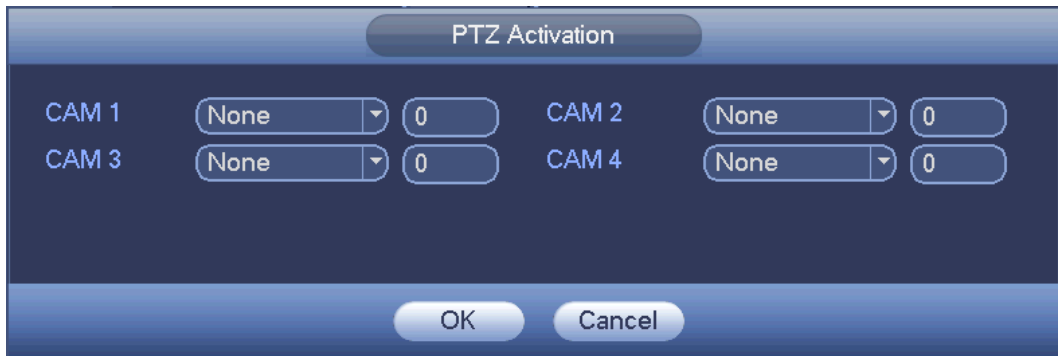 PTZ Activation
CAM 1 None 0 CAM 2 None 0
CAM 3 None 0 CAM 4 None 0
OK Cancel